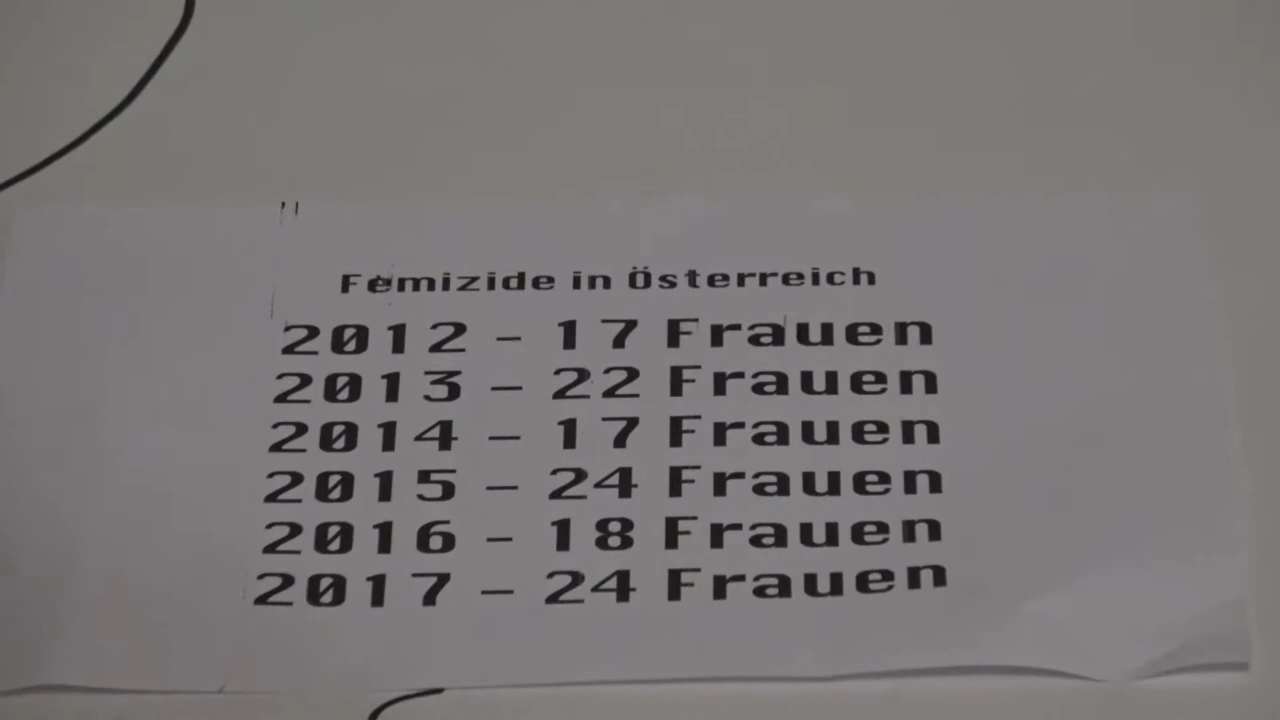 Femizide in Österreich
2012 - 17 Frauen
2013 - 22 Frauen
2014 - 17 Frauen
2015 - 24 Frauen
2016 - 18 Frauen
2017 - 24 Frauen